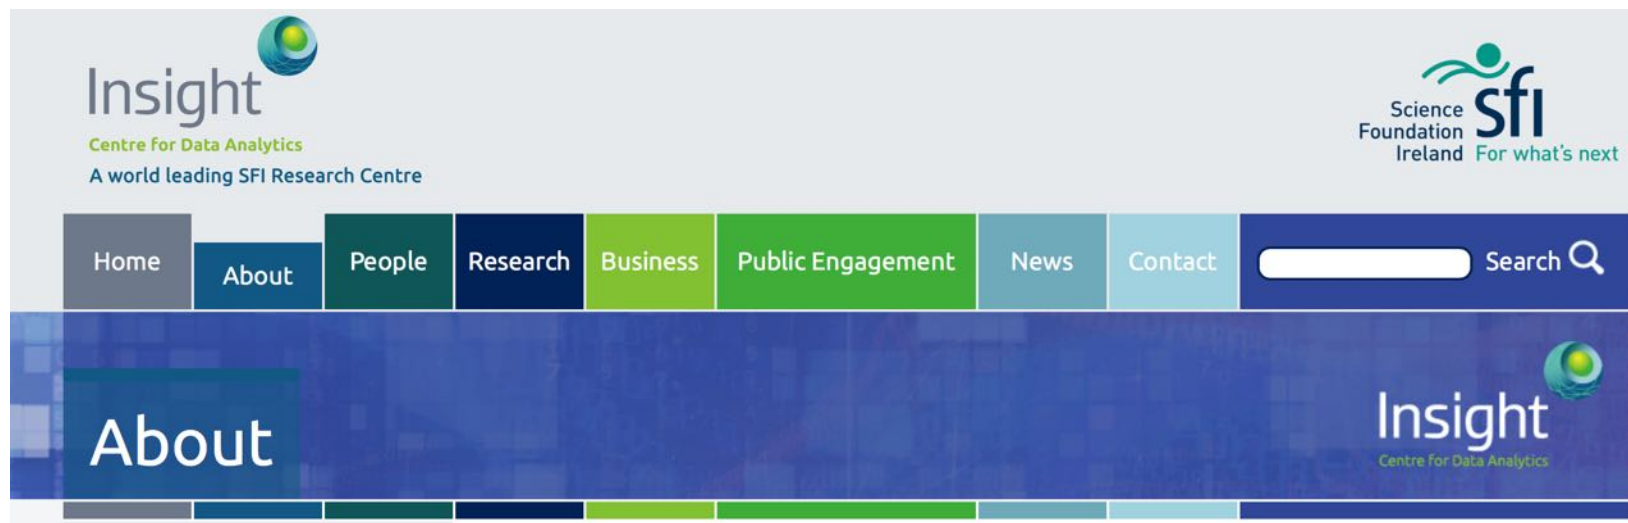 Insight
Centre for Data Analytics
A world leading SFI Research Centre
Science
Foundation
Ireland
sfi
For what's next
Home
About
People
Research
Business
Public Engagement
News
Contact
Search
About
Insight
Centre for Data Analytics